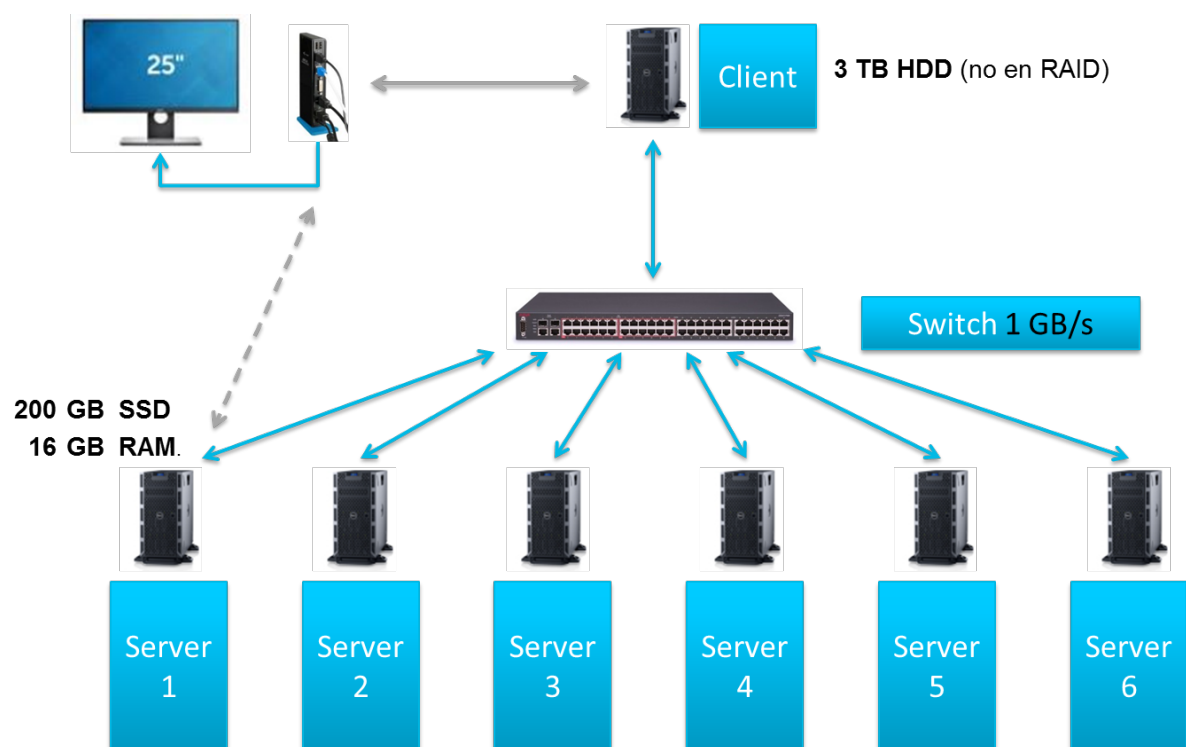 25"
Client
3 TB HDD (no en RAID)
Switch 1 GB/s
200 GB SSD
16 GB RAM.
Server
1
Server
2
Server
3
Server
4
Server
5
Server
6